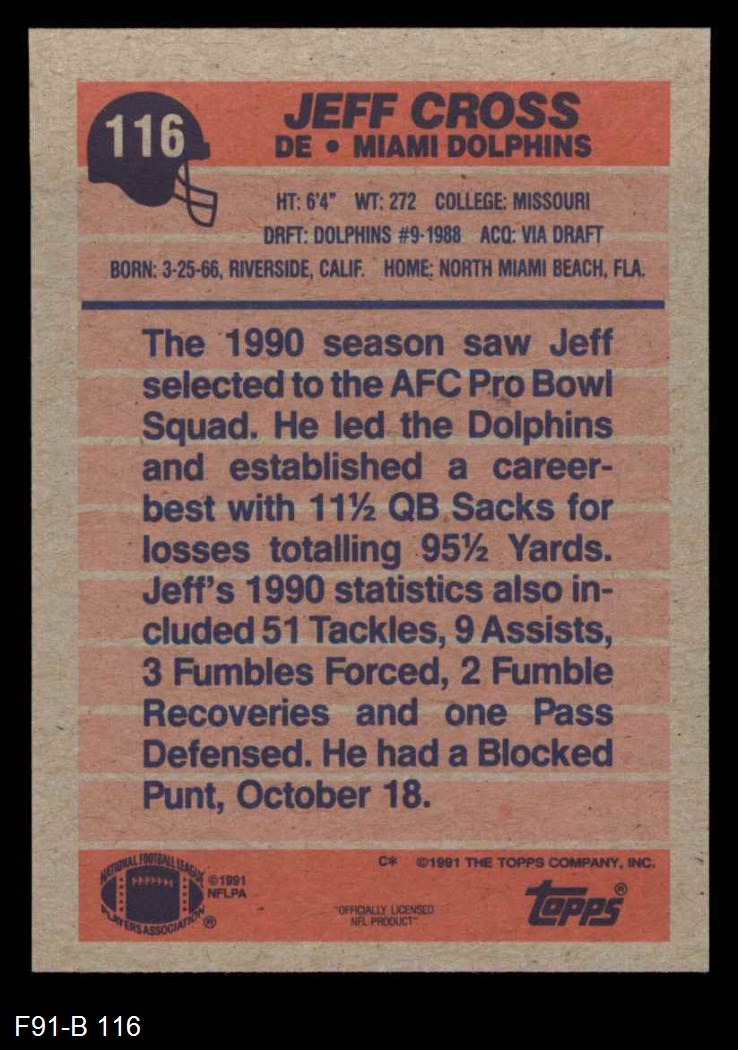 116
JEFF CROSS
DE • MIAMI DOLPHINS
HT: 6'4" WT: 272 COLLEGE: MISSOURI
DRFT: DOLPHINS #9-1988 ACQ: VIA DRAFT
BORN: 3-25-66, RIVERSIDE, CALIF. HOME: NORTH MIAMI BEACH, FLA.
The 1990 season saw Jeff
selected to the AFC Pro Bowl
Squad. He led the Dolphins
and established a career-
best with 11½ QB Sacks for
losses totalling 95½ Yards.
Jeff's 1990 statistics also in-
cluded 51 Tackles, 9 Assists,
3 Fumbles Forced, 2 Fumble
Recoveries and one Pass
Defensed. He had a Blocked
Punt, October 18.
C* ©1991 THE TOPPS COMPANY, INC.
NATIONAL FOOTBALL LEAGUE
PLAYERS ASSOCIATION ®
©1991
NFLPA
"OFFICIALLY LICENSED
NFL PRODUCT"
topps®
F91-B 116